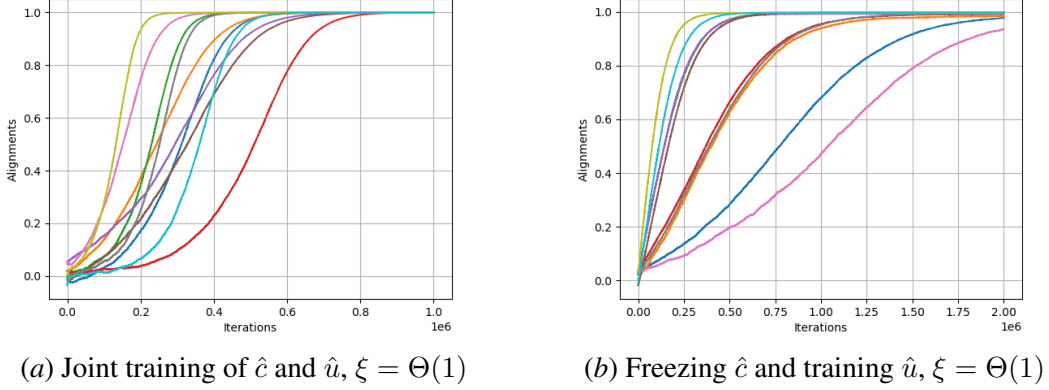 1.0
0.8
0.6
0.4
0.2
0.0
Alignments
0.0 0.2 0.4 0.6 0.8 1.0
Iterations
1e6
(a) Joint training of ĉ and û, ξ = Θ(1)
1.0
0.8
0.6
0.4
0.2
0.0
Alignments
0.00 0.25 0.50 0.75 1.00 1.25 1.50 1.75 2.00
Iterations
1e6
(b) Freezing ĉ and training û, ξ = Θ(1)